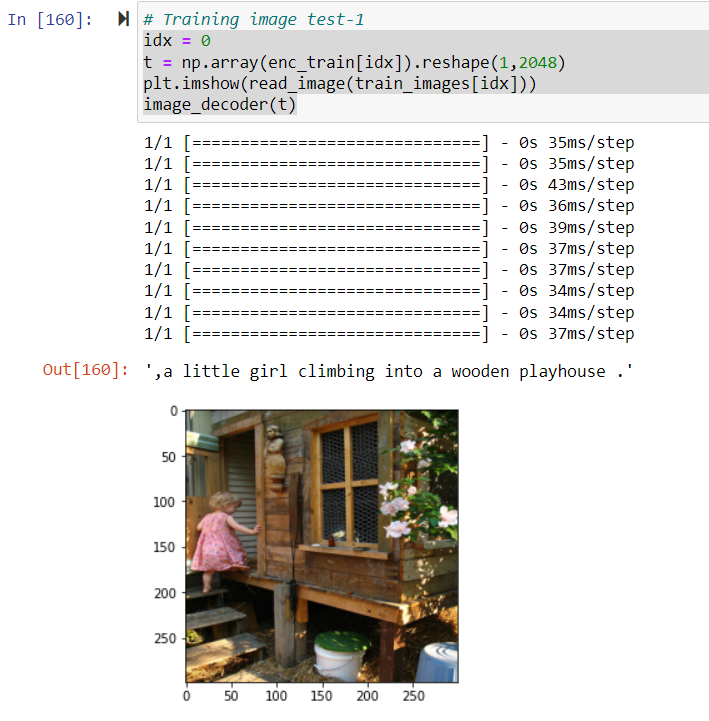 In [160]:
# Training image test-1
idx = 0
t = np.array(enc_train[idx]).reshape(1,2048)
plt.imshow(read_image(train_images[idx]))
image_decoder(t)
1/1 [==============================] - 0s 35ms/step
1/1 [==============================] - 0s 35ms/step
1/1 [==============================] - 0s 43ms/step
1/1 [==============================] - 0s 36ms/step
1/1 [==============================] - 0s 39ms/step
1/1 [==============================] - 0s 37ms/step
1/1 [==============================] - 0s 37ms/step
1/1 [==============================] - 0s 34ms/step
1/1 [==============================] - 0s 34ms/step
1/1 [==============================] - 0s 37ms/step
Out[160]: ',a little girl climbing into a wooden playhouse .'
0
50
100
150
200
250
0 50 100 150 200 250